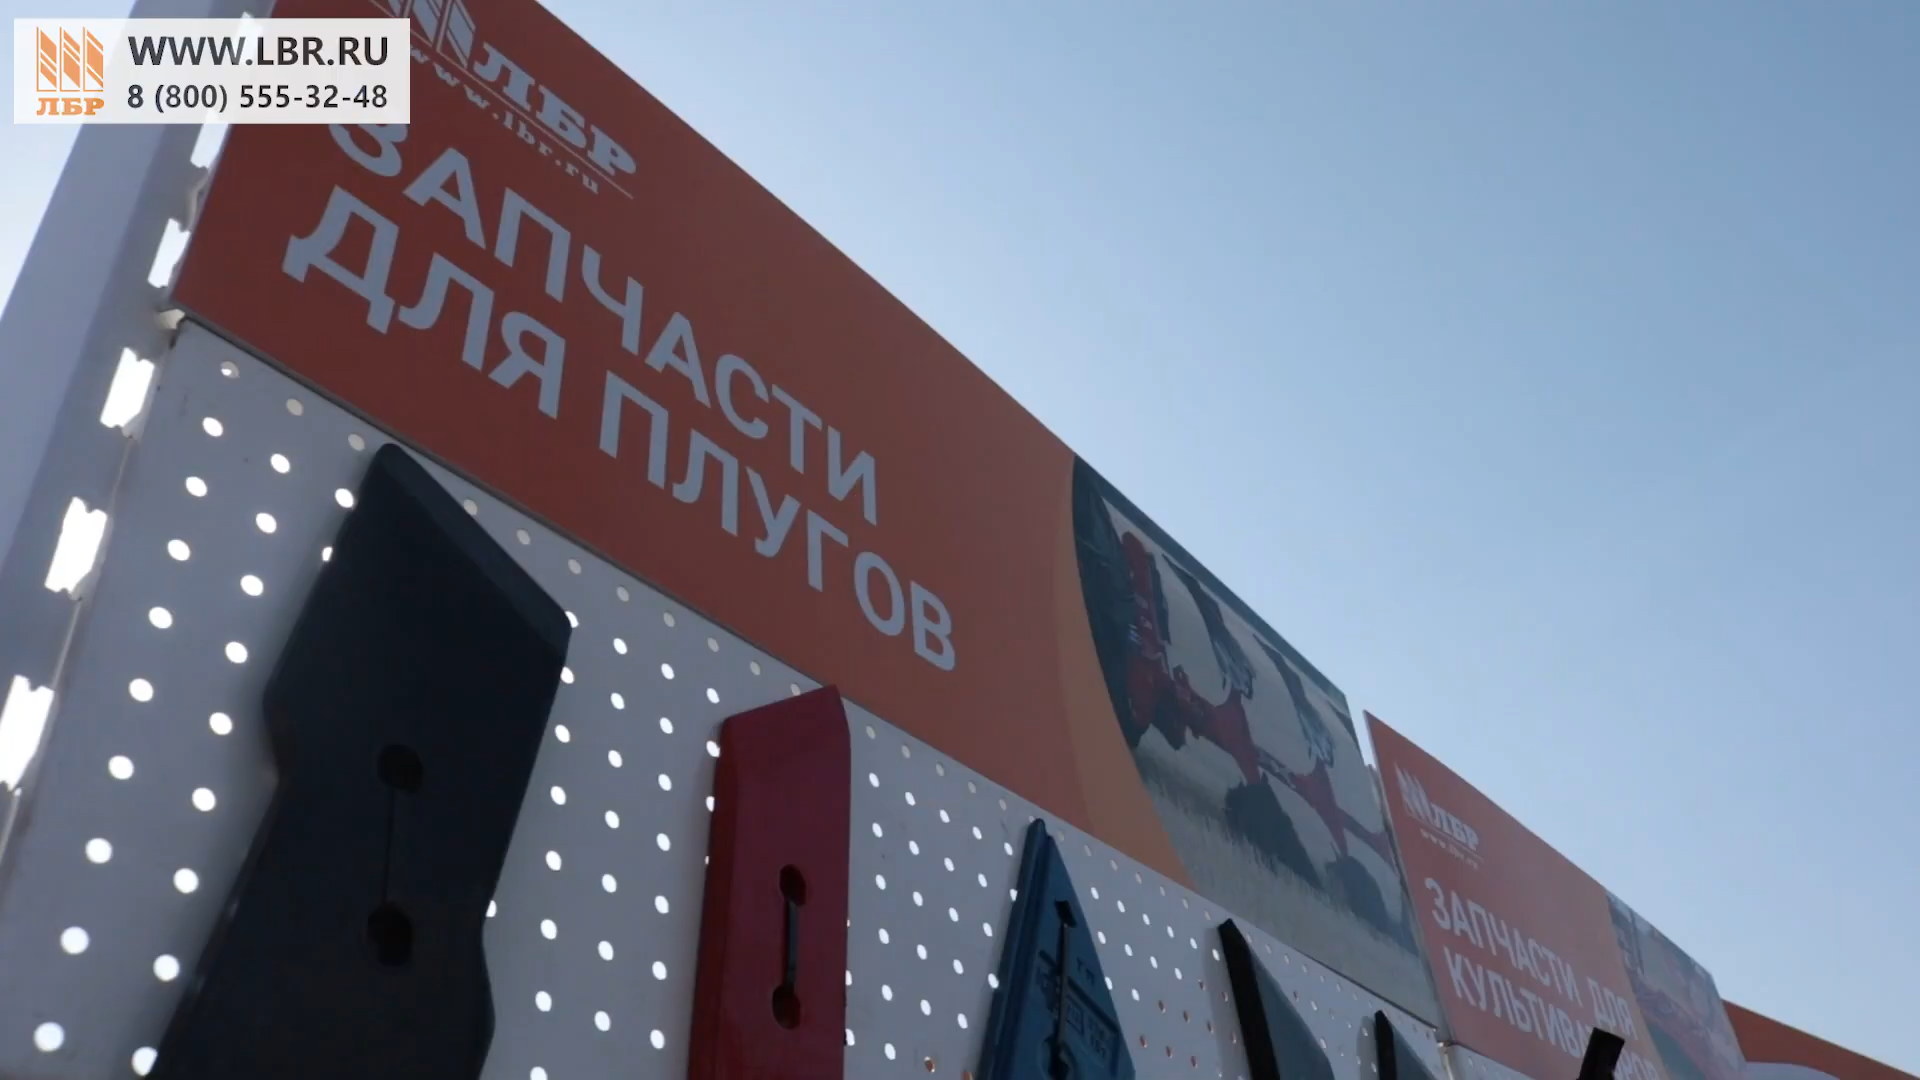 WWW.LBR.RU
8 (800) 555-32-48
ЛБР
ЛБР
www.lbr.ru
ЗАПЧАСТИ
ДЛЯ ПЛУГОВ
ЛБР
www.lbr.ru
ЗАПЧАСТИ ДЛЯ